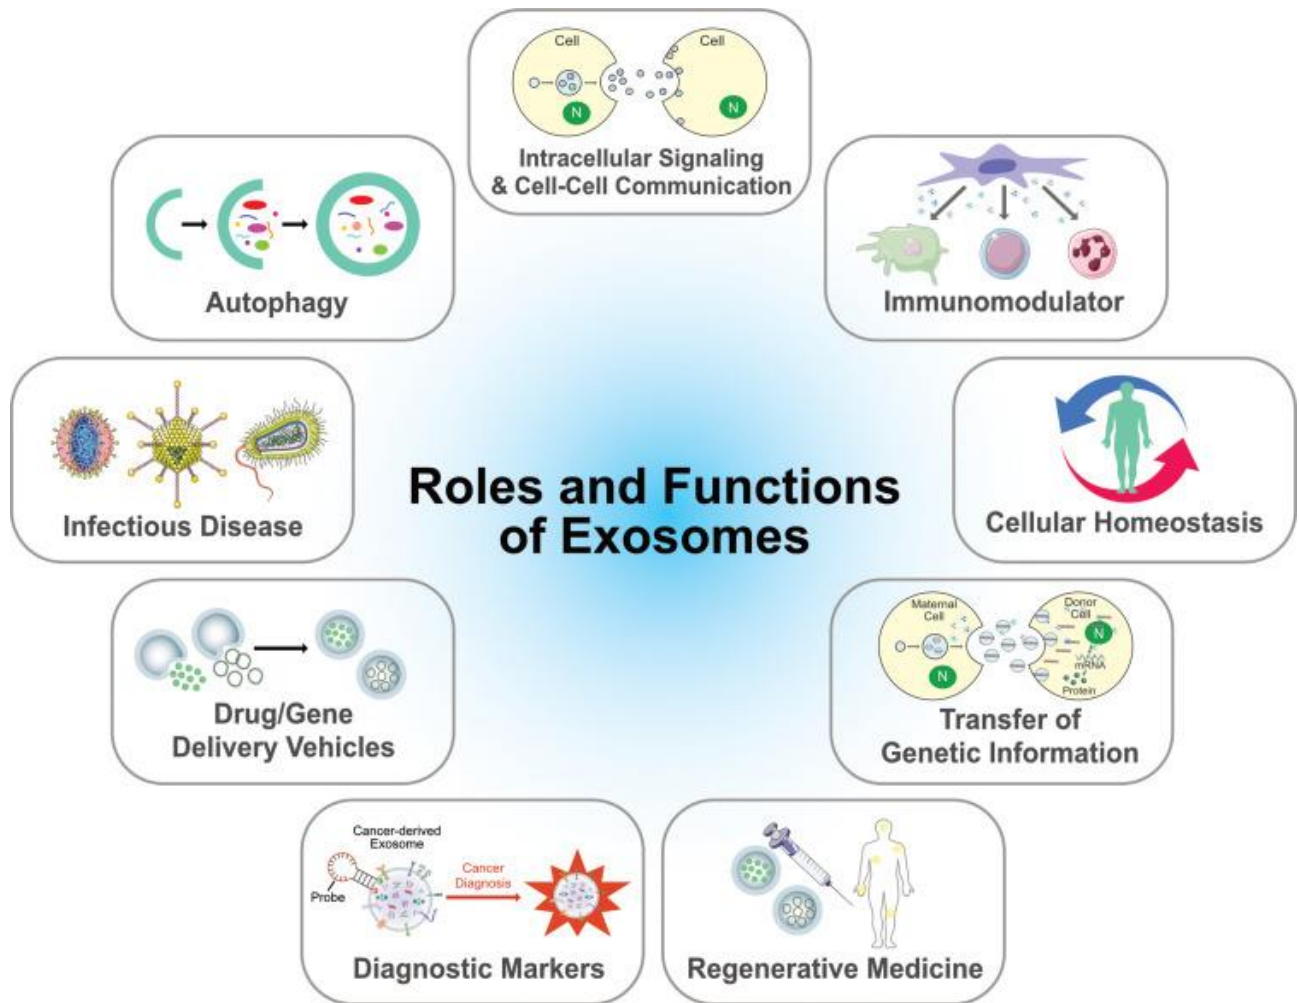 Roles and Functions
of Exosomes
Cell
Cell
N
N
Intracellular Signaling
& Cell-Cell Communication
Immunomodulator
Cellular Homeostasis
Maternal
Cell
Donor
Cell
N
N
mRNA
Protein
Transfer of
Genetic Information
Regenerative Medicine
Cancer-derived
Exosome
Probe
Cancer
Diagnosis
Diagnostic Markers
Drug/Gene
Delivery Vehicles
Infectious Disease
Autophagy